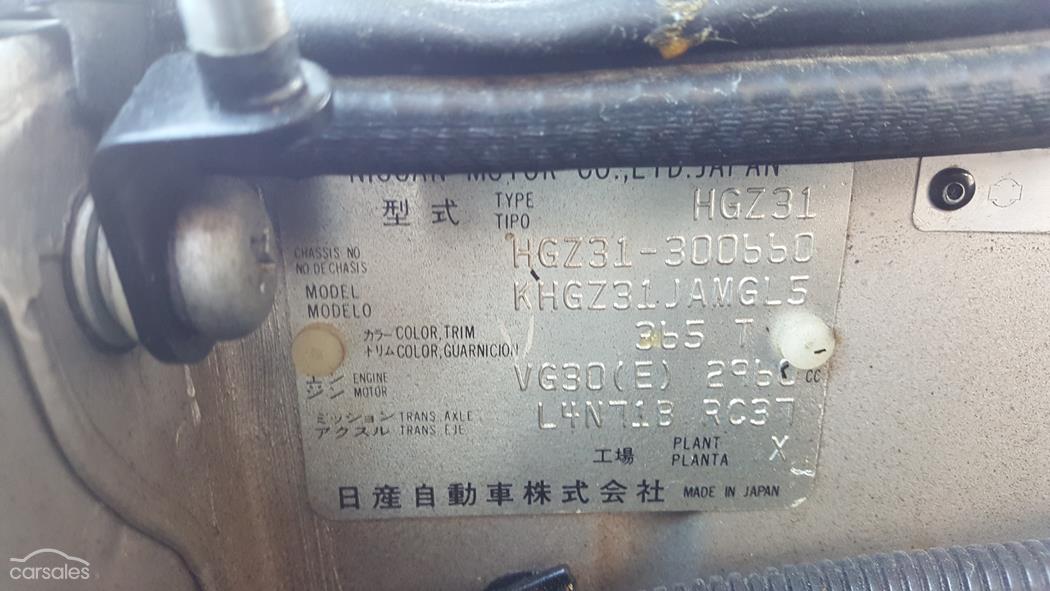 NISSAN MOTOR CO.,LTD.JAPAN
型式 TYPE TIPO HGZ31
CHASSIS NO NO.DECHASIS HGZ31-300660
MODEL MODELO KHGZ31JAMGL5
カラー COLOR,TRIM トリム COLOR,GUARNICION 365 T
ジン ENGINE MOTOR VG30(E) 2960 CC
ミッション TRANS.AXLE アクスル TRANS.EJE L4N71B RC37
工場 PLANT PLANTA X
日産自動車株式会社 MADE IN JAPAN
carsales